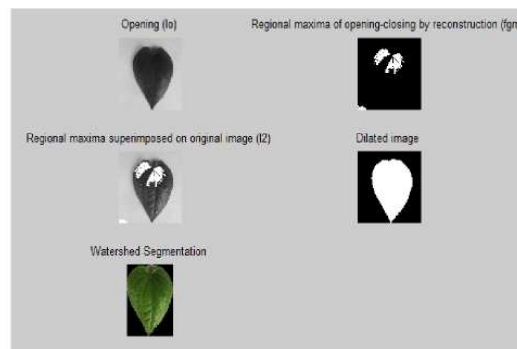 Opening (Io)
Regional maxima of opening-closing by reconstruction (fgm
Regional maxima superimposed on original image (I2)
Dilated image
Watershed Segmentation